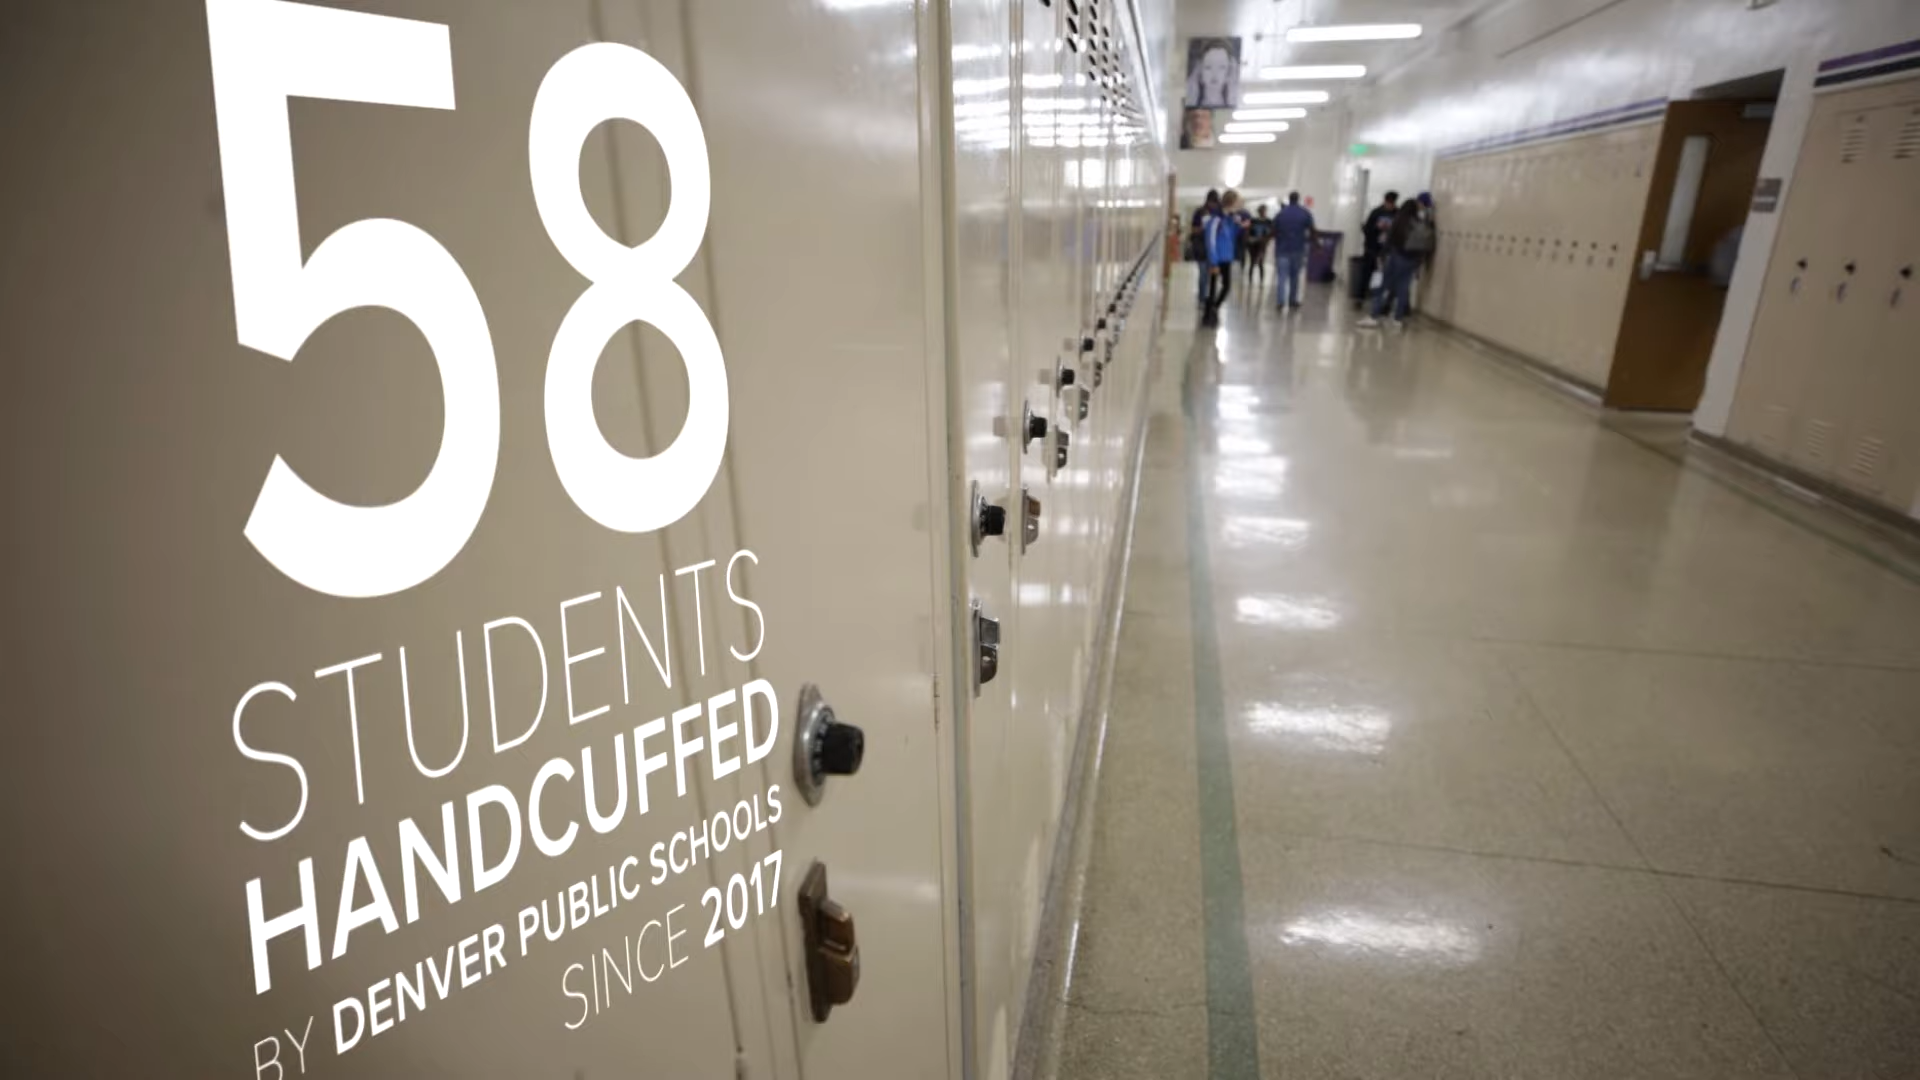 58
STUDENTS
HANDCUFFED
BY DENVER PUBLIC SCHOOLS
SINCE 2017